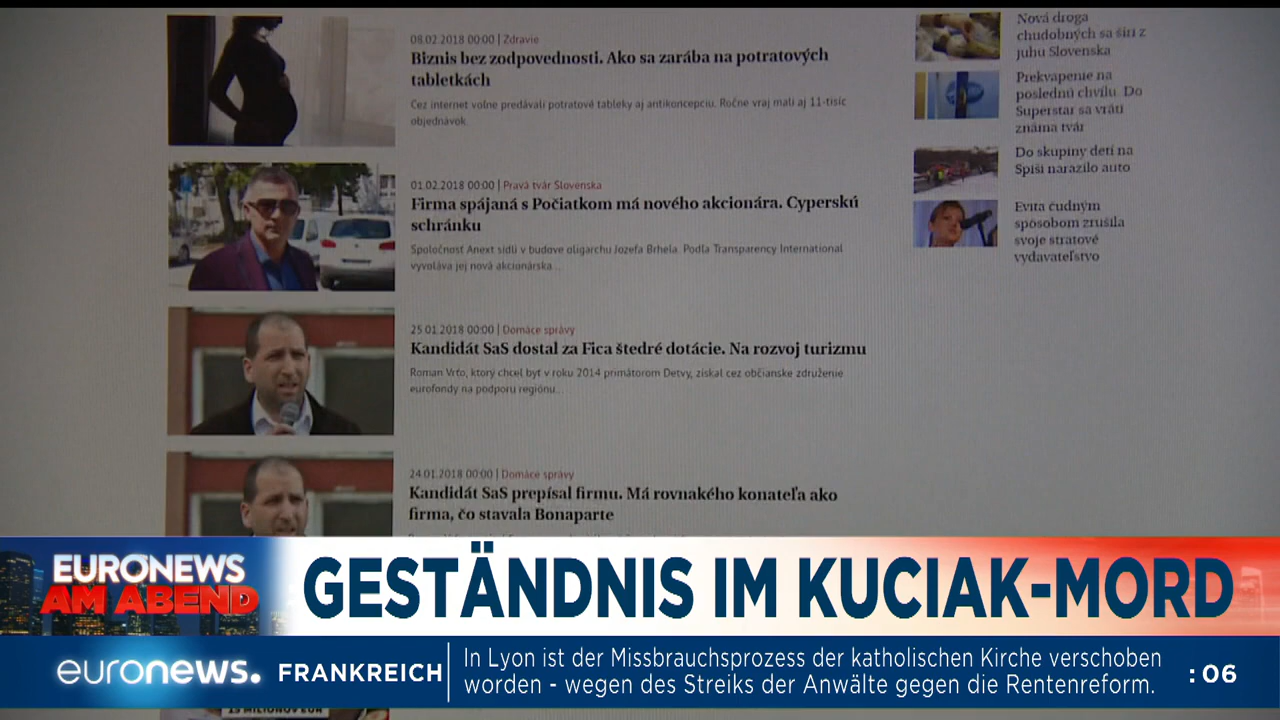 08.02.2018 00:00 | Zdravie
Biznis bez zodpovednosti. Ako sa zarába na potratových
tabletkách
Cez internet voľne predávali potratové tabletky aj antikoncepciu. Ročne vraj mali aj 11-tisíc
objednávok.
01.02.2018 00:00 | Pravá tvár Slovenska
Firma spájaná s Počiatkom má nového akcionára. Cyperskú
schránku
Spoločnosť Anext sídli v budove oligarchu Jozefa Brhela. Podľa Transparency International
vyvoláva jej nová akcionárska...
25.01.2018 00:00 | Domáce správy
Kandidát SaS dostal za Fica štedré dotácie. Na rozvoj turizmu
Roman Vrťo, ktorý chcel byť v roku 2014 primátorom Detvy, získal cez občianske združenie
eurofondy na podporu regiónu...
24.01.2018 00:00 | Domáce správy
Kandidát SaS prepísal firmu. Má rovnakého konateľa ako
firma, čo stavala Bonaparte
Nová droga
chudobných sa šíri z
juhu Slovenska
Prekvapenie na
poslednú chvíľu. Do
Superstar sa vráti
známa tvár
Do skupiny detí na
Spiši narazilo auto
Evita čudným
spôsobom zrušila
svoje stratové
vydavateľstvo
EURONEWS
AM ABEND
GESTÄNDNIS IM KUCIAK-MORD
euronews.
FRANKREICH
In Lyon ist der Missbrauchsprozess der katholischen Kirche verschoben
worden - wegen des Streiks der Anwälte gegen die Rentenreform.
:06